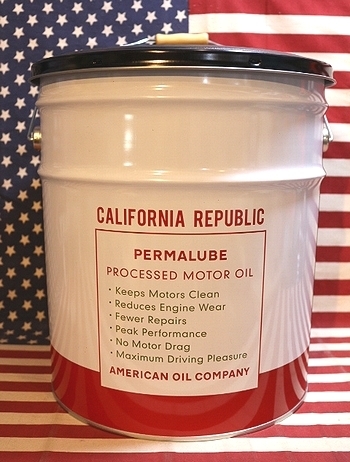 CALIFORNIA REPUBLIC
PERMALUBE
PROCESSED MOTOR OIL
· Keeps Motors Clean
· Reduces Engine Wear
· Fewer Repairs
· Peak Performance
· No Motor Drag
· Maximum Driving Pleasure
AMERICAN OIL COMPANY